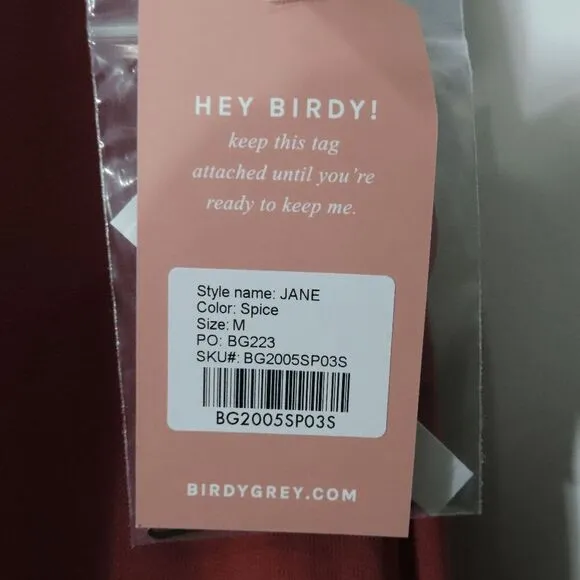 HEY BIRDY!
keep this tag
attached until you're
ready to keep me.
Style name: JANE
Color: Spice
Size: M
PO: BG223
SKU#: BG2005SP03S
BG2005SP03S
BIRDYGREY.COM